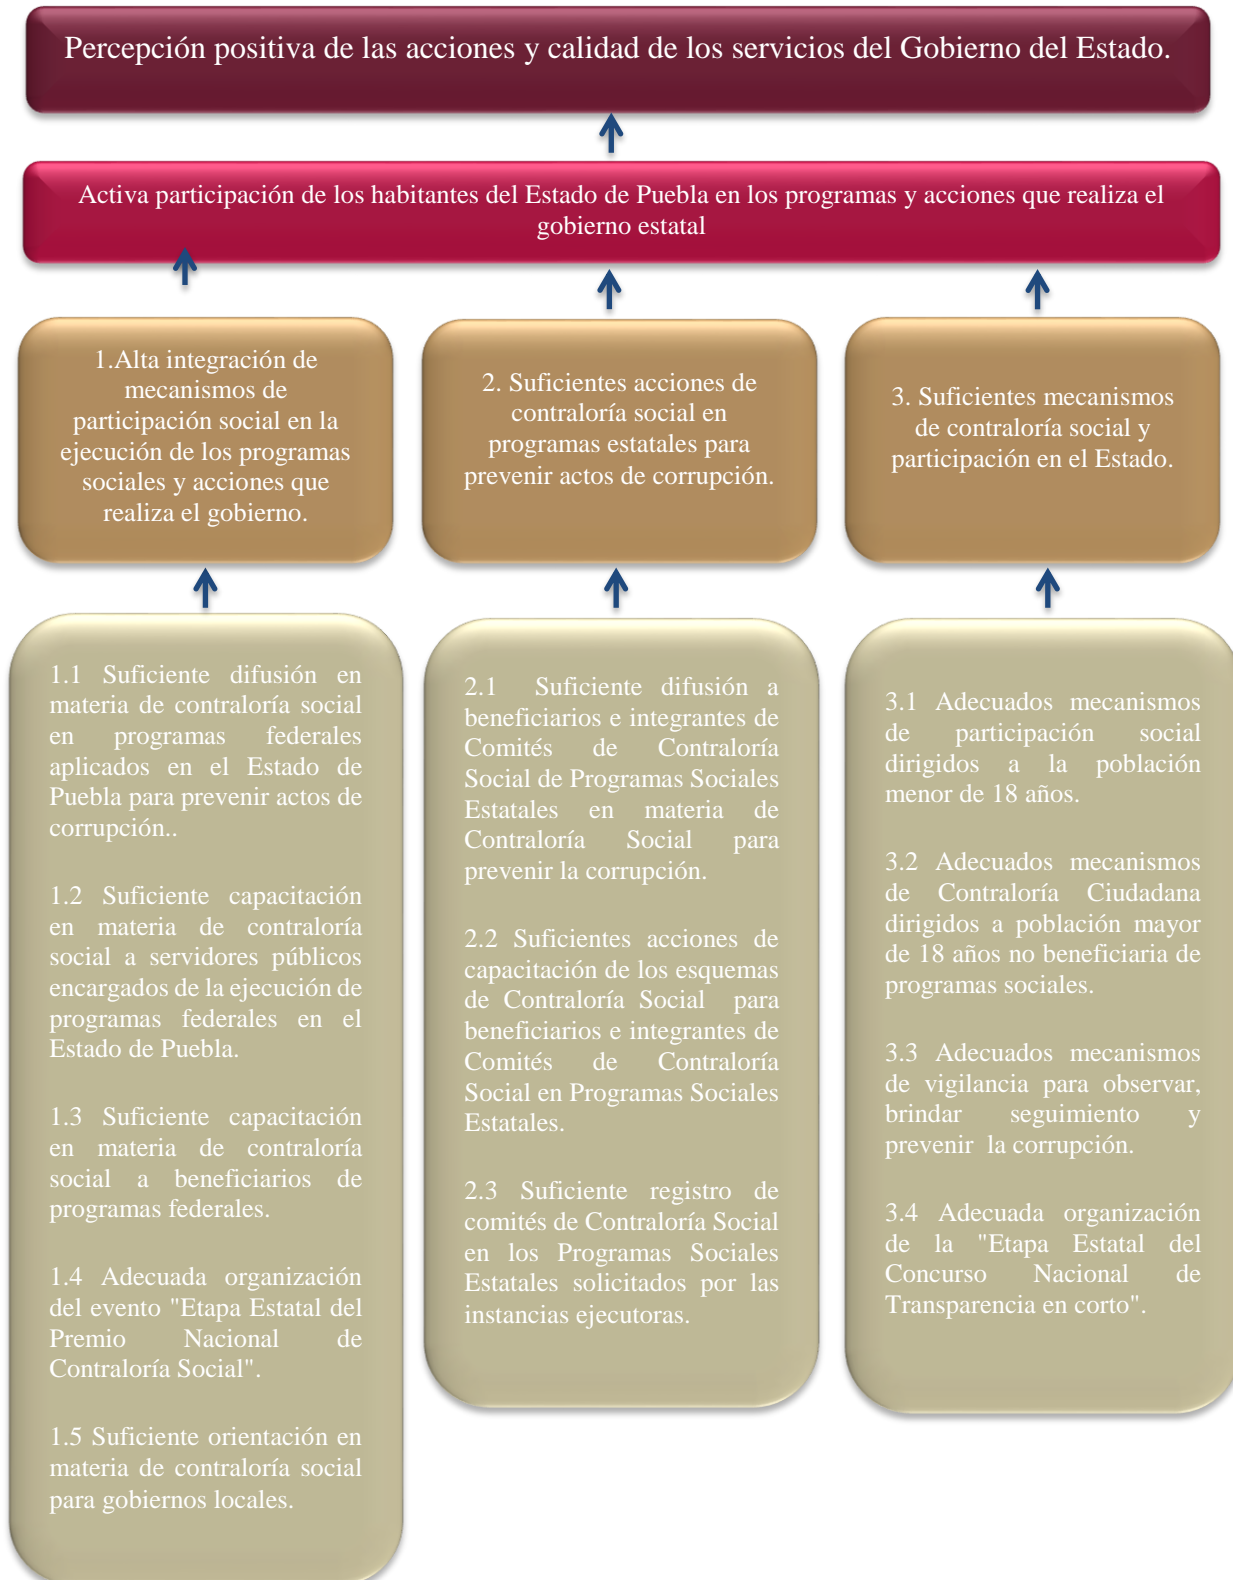 Percepción positiva de las acciones y calidad de los servicios del Gobierno del Estado.
Activa participación de los habitantes del Estado de Puebla en los programas y acciones que realiza el
gobierno estatal
1.Alta integración de
mecanismos de
participación social en la
ejecución de los programas
sociales y acciones que
realiza el gobierno.
2. Suficientes acciones de
contraloría social en
programas estatales para
prevenir actos de corrupción.
3. Suficientes mecanismos
de contraloría social y
participación en el Estado.
1.1 Suficiente difusión en
materia de contraloría social
en programas federales
aplicados en el Estado de
Puebla para prevenir actos de
corrupción..
1.2 Suficiente capacitación
en materia de contraloría
social a servidores públicos
encargados de la ejecución de
programas federales en el
Estado de Puebla.
1.3 Suficiente capacitación
en materia de contraloría
social a beneficiarios de
programas federales.
1.4 Adecuada organización
del evento "Etapa Estatal del
Premio Nacional de
Contraloría Social".
1.5 Suficiente orientación en
materia de contraloría social
para gobiernos locales.
2.1 Suficiente difusión a
beneficiarios e integrantes de
Comités de Contraloría
Social de Programas Sociales
Estatales en materia de
Contraloría Social para
prevenir la corrupción.
2.2 Suficientes acciones de
capacitación de los esquemas
de Contraloría Social para
beneficiarios e integrantes de
Comités de Contraloría
Social en Programas Sociales
Estatales.
2.3 Suficiente registro de
comités de Contraloría Social
en los Programas Sociales
Estatales solicitados por las
instancias ejecutoras.
3.1 Adecuados mecanismos
de participación social
dirigidos a la población
menor de 18 años.
3.2 Adecuados mecanismos
de Contraloría Ciudadana
dirigidos a población mayor
de 18 años no beneficiaria de
programas sociales.
3.3 Adecuados mecanismos
de vigilancia para observar,
brindar seguimiento y
prevenir la corrupción.
3.4 Adecuada organización
de la "Etapa Estatal del
Concurso Nacional de
Transparencia en corto".